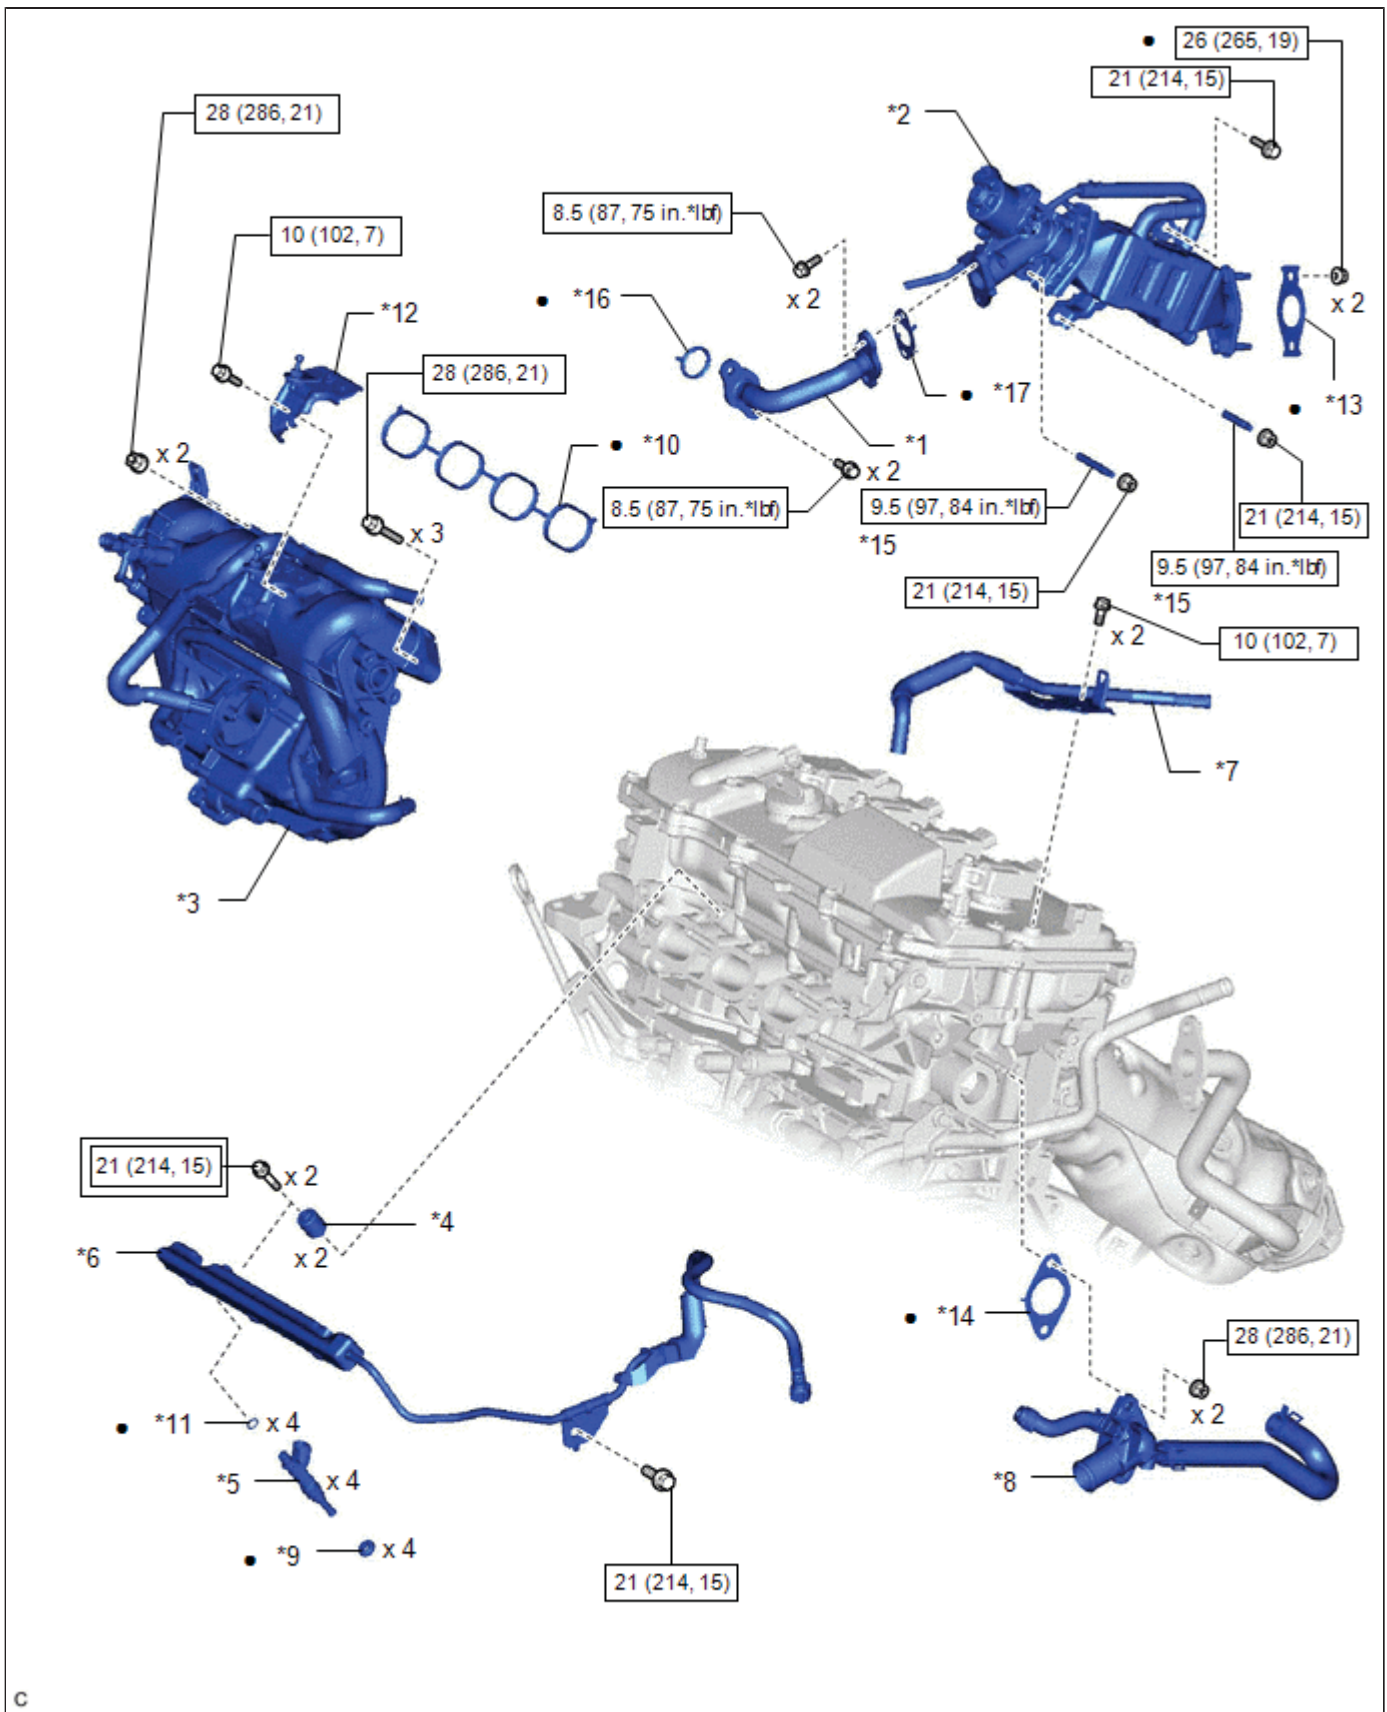 ● 26 (265, 19)
21 (214, 15)
*2
x 2
28 (286, 21)
8.5 (87, 75 in.*lbf)
x 2
10 (102, 7)
● *16
*12
28 (286, 21)
● *17
● *13
*1
● *10
x 2
x 2
8.5 (87, 75 in.*lbf)
9.5 (97, 84 in.*lbf)
*15
21 (214, 15)
x 3
9.5 (97, 84 in.*lbf)
*15
21 (214, 15)
x 2
10 (102, 7)
*7
*3
21 (214, 15)
x 2
*4
x 2
*6
● *14
28 (286, 21)
x 2
● *11
x 4
*5
x 4
*8
● *9
x 4
21 (214, 15)
C